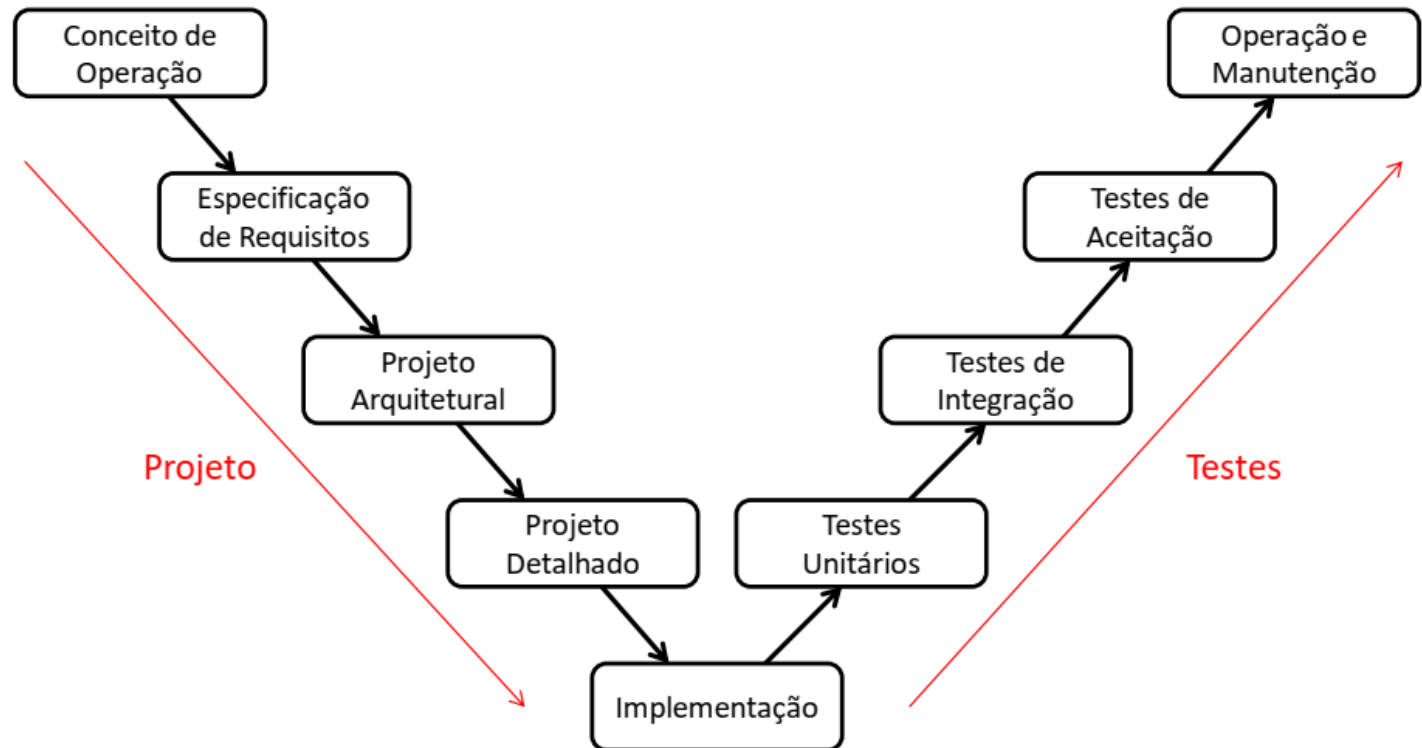 Conceito de
Operação
Operação e
Manutenção
Especificação
de Requisitos
Testes de
Aceitação
Projeto
Arquitetural
Testes de
Integração
Projeto
Testes
Projeto
Detalhado
Testes
Unitários
Implementação